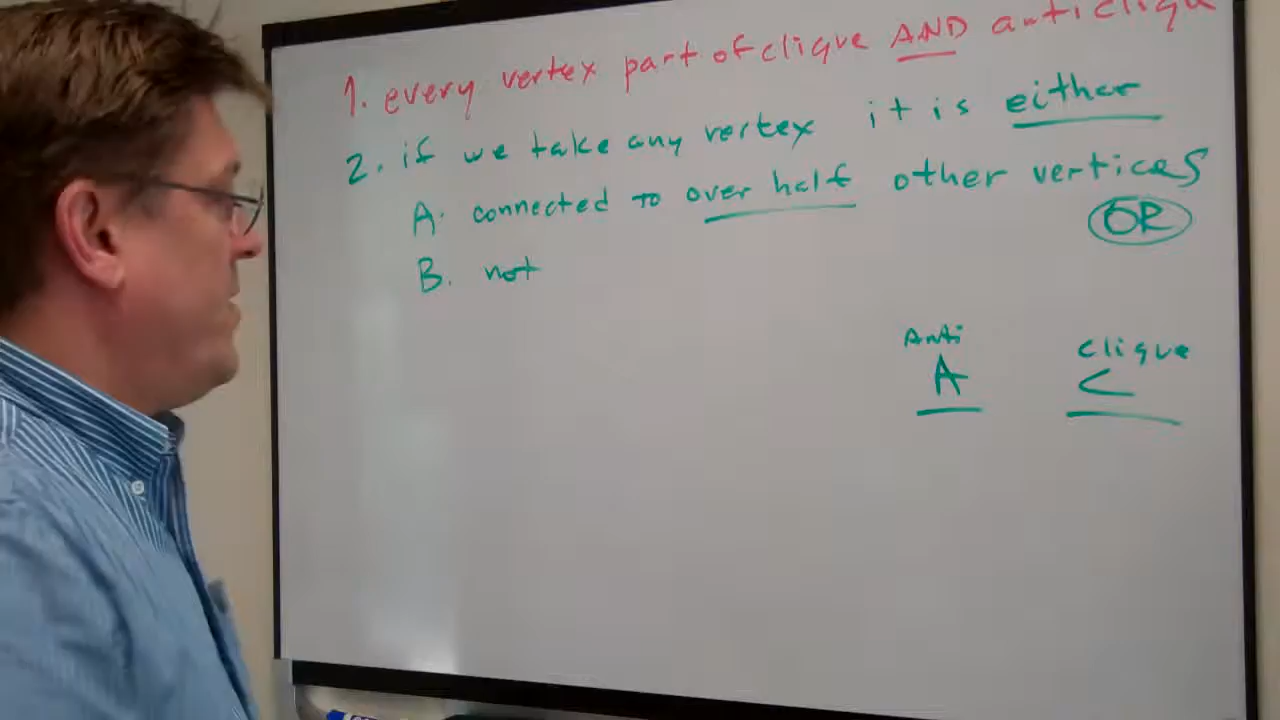 1. every vertex part of clique AND anticliqu
2. if we take any vertex it is either
A. connected to over half other vertices
OR
B. not
Anti clique
A C